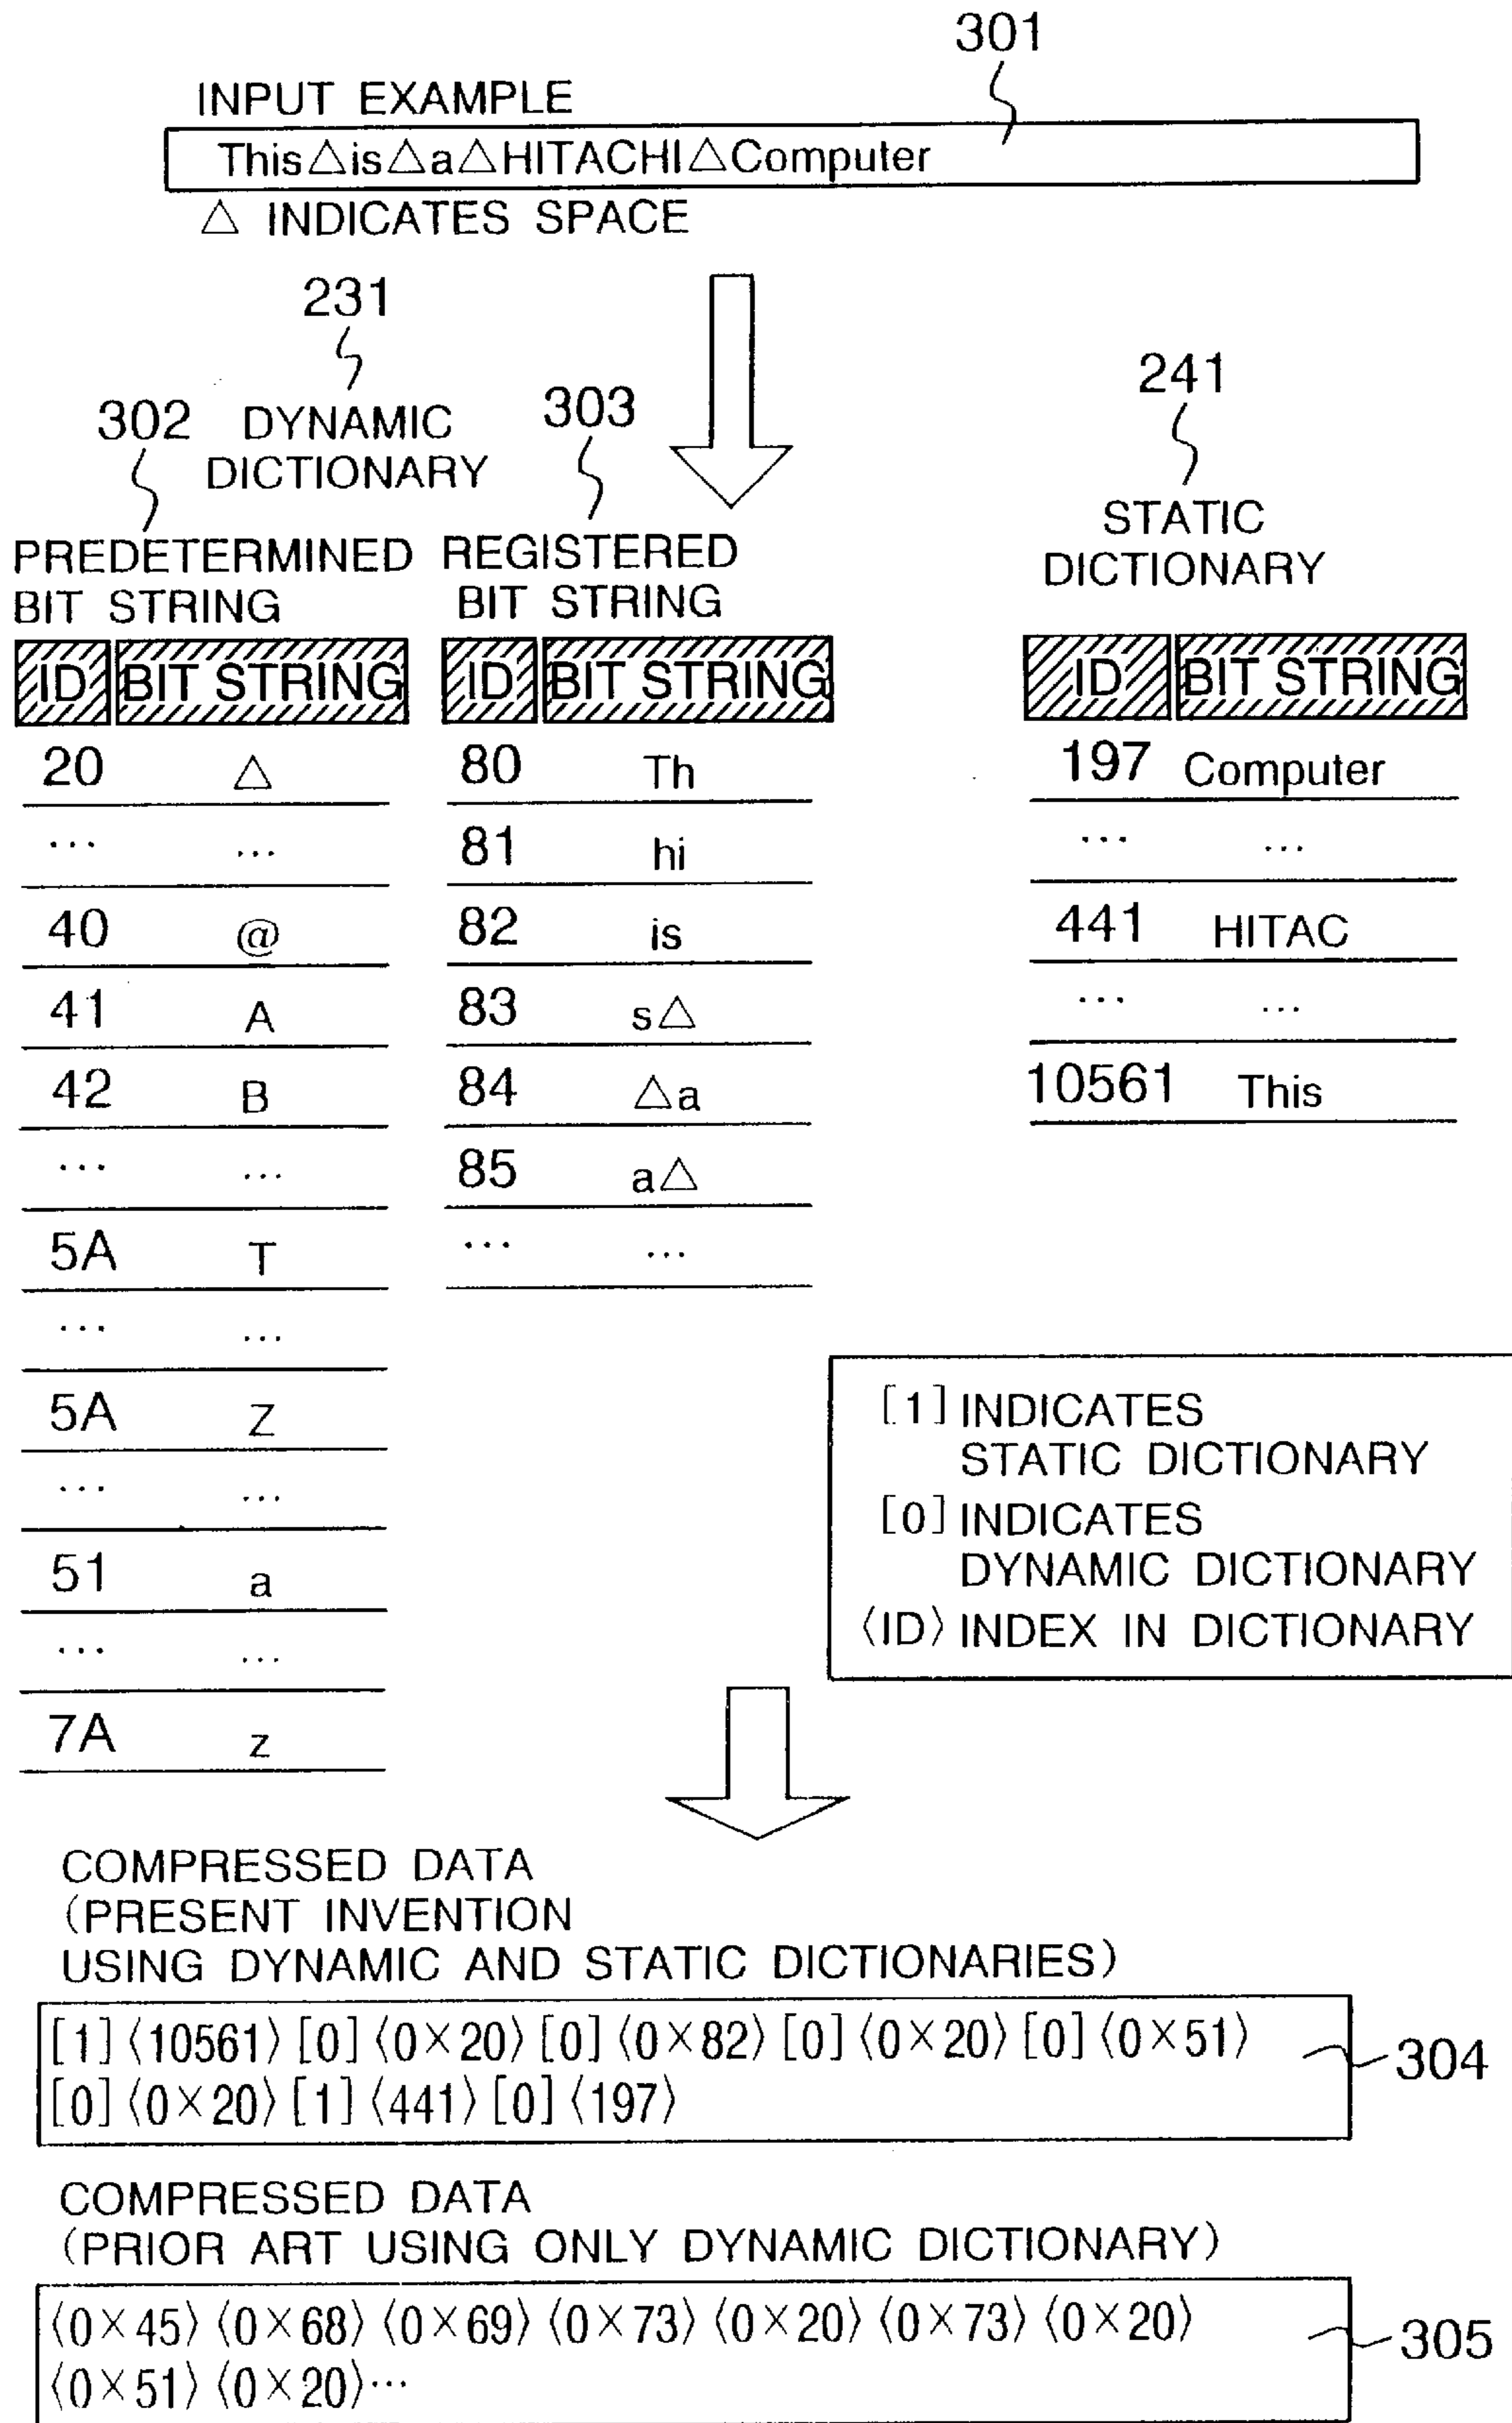 301
INPUT EXAMPLE
This△is△a△HITACHI△Computer
△ INDICATES SPACE
231
302 DYNAMIC DICTIONARY
303
241
STATIC
DICTIONARY
PREDETERMINED
BIT STRING
REGISTERED
BIT STRING
ID BIT STRING
20 △
... ...
40 @
41 A
42 B
... ...
5A T
... ...
5A Z
... ...
51 a
... ...
7A z
ID BIT STRING
80 Th
81 hi
82 is
83 s△
84 △a
85 a△
... ...
ID BIT STRING
197 Computer
... ...
441 HITAC
... ...
10561 This
[1] INDICATES
STATIC DICTIONARY
[0] INDICATES
DYNAMIC DICTIONARY
⟨ID⟩ INDEX IN DICTIONARY
COMPRESSED DATA
(PRESENT INVENTION
USING DYNAMIC AND STATIC DICTIONARIES)
[1]⟨10561⟩[0]⟨0×20⟩[0]⟨0×82⟩[0]⟨0×20⟩[0]⟨0×51⟩
[0]⟨0×20⟩[1]⟨441⟩[0]⟨197⟩
304
COMPRESSED DATA
(PRIOR ART USING ONLY DYNAMIC DICTIONARY)
⟨0×45⟩⟨0×68⟩⟨0×69⟩⟨0×73⟩⟨0×20⟩⟨0×73⟩⟨0×20⟩
⟨0×51⟩⟨0×20⟩...
305